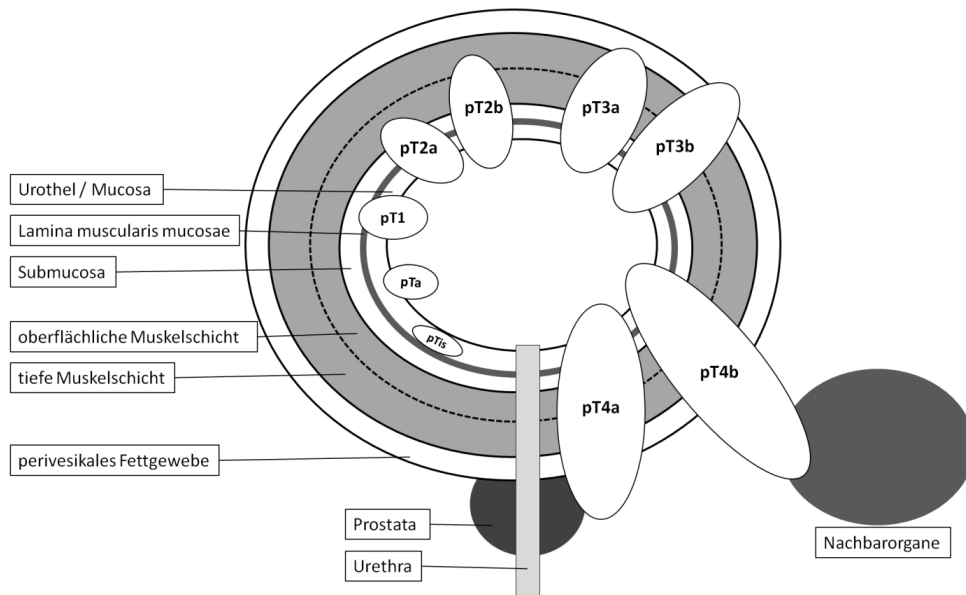 pT2b
pT3a
pT2a
pT3b
Urothel / Mucosa
pT1
Lamina muscularis mucosae
Submucosa
pTa
oberflächliche Muskelschicht
pTis
tiefe Muskelschicht
pT4b
pT4a
perivesikales Fettgewebe
Prostata
Nachbarorgane
Urethra